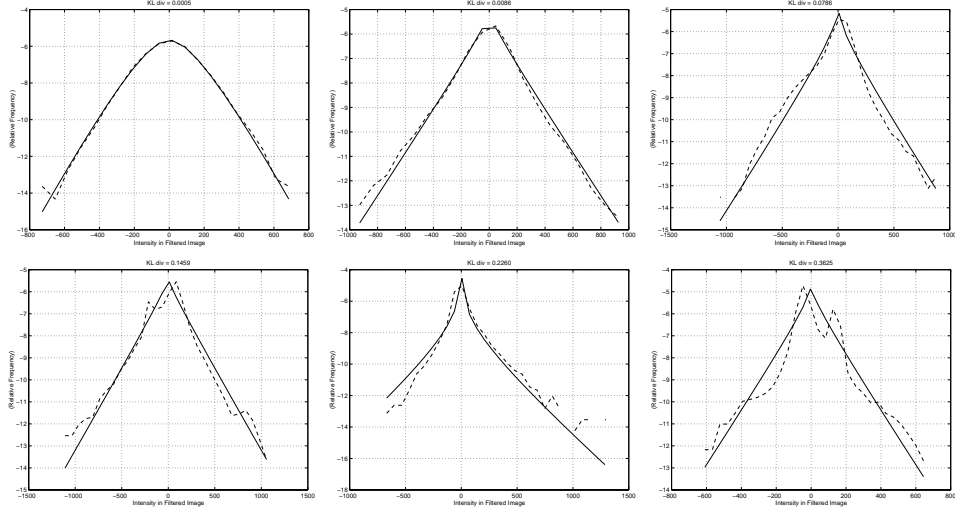 KL div = 0.0005
−4
−6
−8
−10
−12
−14
−16
(Relative Frequency)
−800 −600 −400 −200 0 200 400 600 800
Intensity in Filtered Image
KL div = 0.0086
−5
−6
−7
−8
−9
−10
−11
−12
−13
−14
(Relative Frequency)
−1000 −800 −600 −400 −200 0 200 400 600 800 1000
Intensity in Filtered Image
KL div = 0.0786
−5
−6
−7
−8
−9
−10
−11
−12
−13
−14
−15
(Relative Frequency)
−1500 −1000 −500 0 500 1000
Intensity in Filtered Image
KL div = 0.1459
−5
−6
−7
−8
−9
−10
−11
−12
−13
−14
−15
(Relative Frequency)
−1500 −1000 −500 0 500 1000 1500
Intensity in Filtered Image
KL div = 0.2260
−4
−6
−8
−10
−12
−14
−16
−18
(Relative Frequency)
−1000 −500 0 500 1000 1500
Intensity in Filtered Image
KL div = 0.3625
−4
−5
−6
−7
−8
−9
−10
−11
−12
−13
−14
(Relative Frequency)
−800 −600 −400 −200 0 200 400 600 800
Intensity in Filtered Image